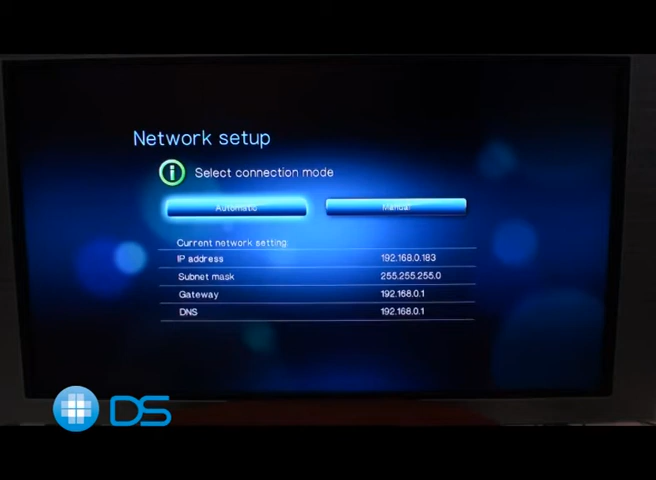 Network setup
Select connection mode
Automatic Manual
Current network setting:
IP address 192.168.0.183
Subnet mask 255.255.255.0
Gateway 192.168.0.1
DNS 192.168.0.1
DS